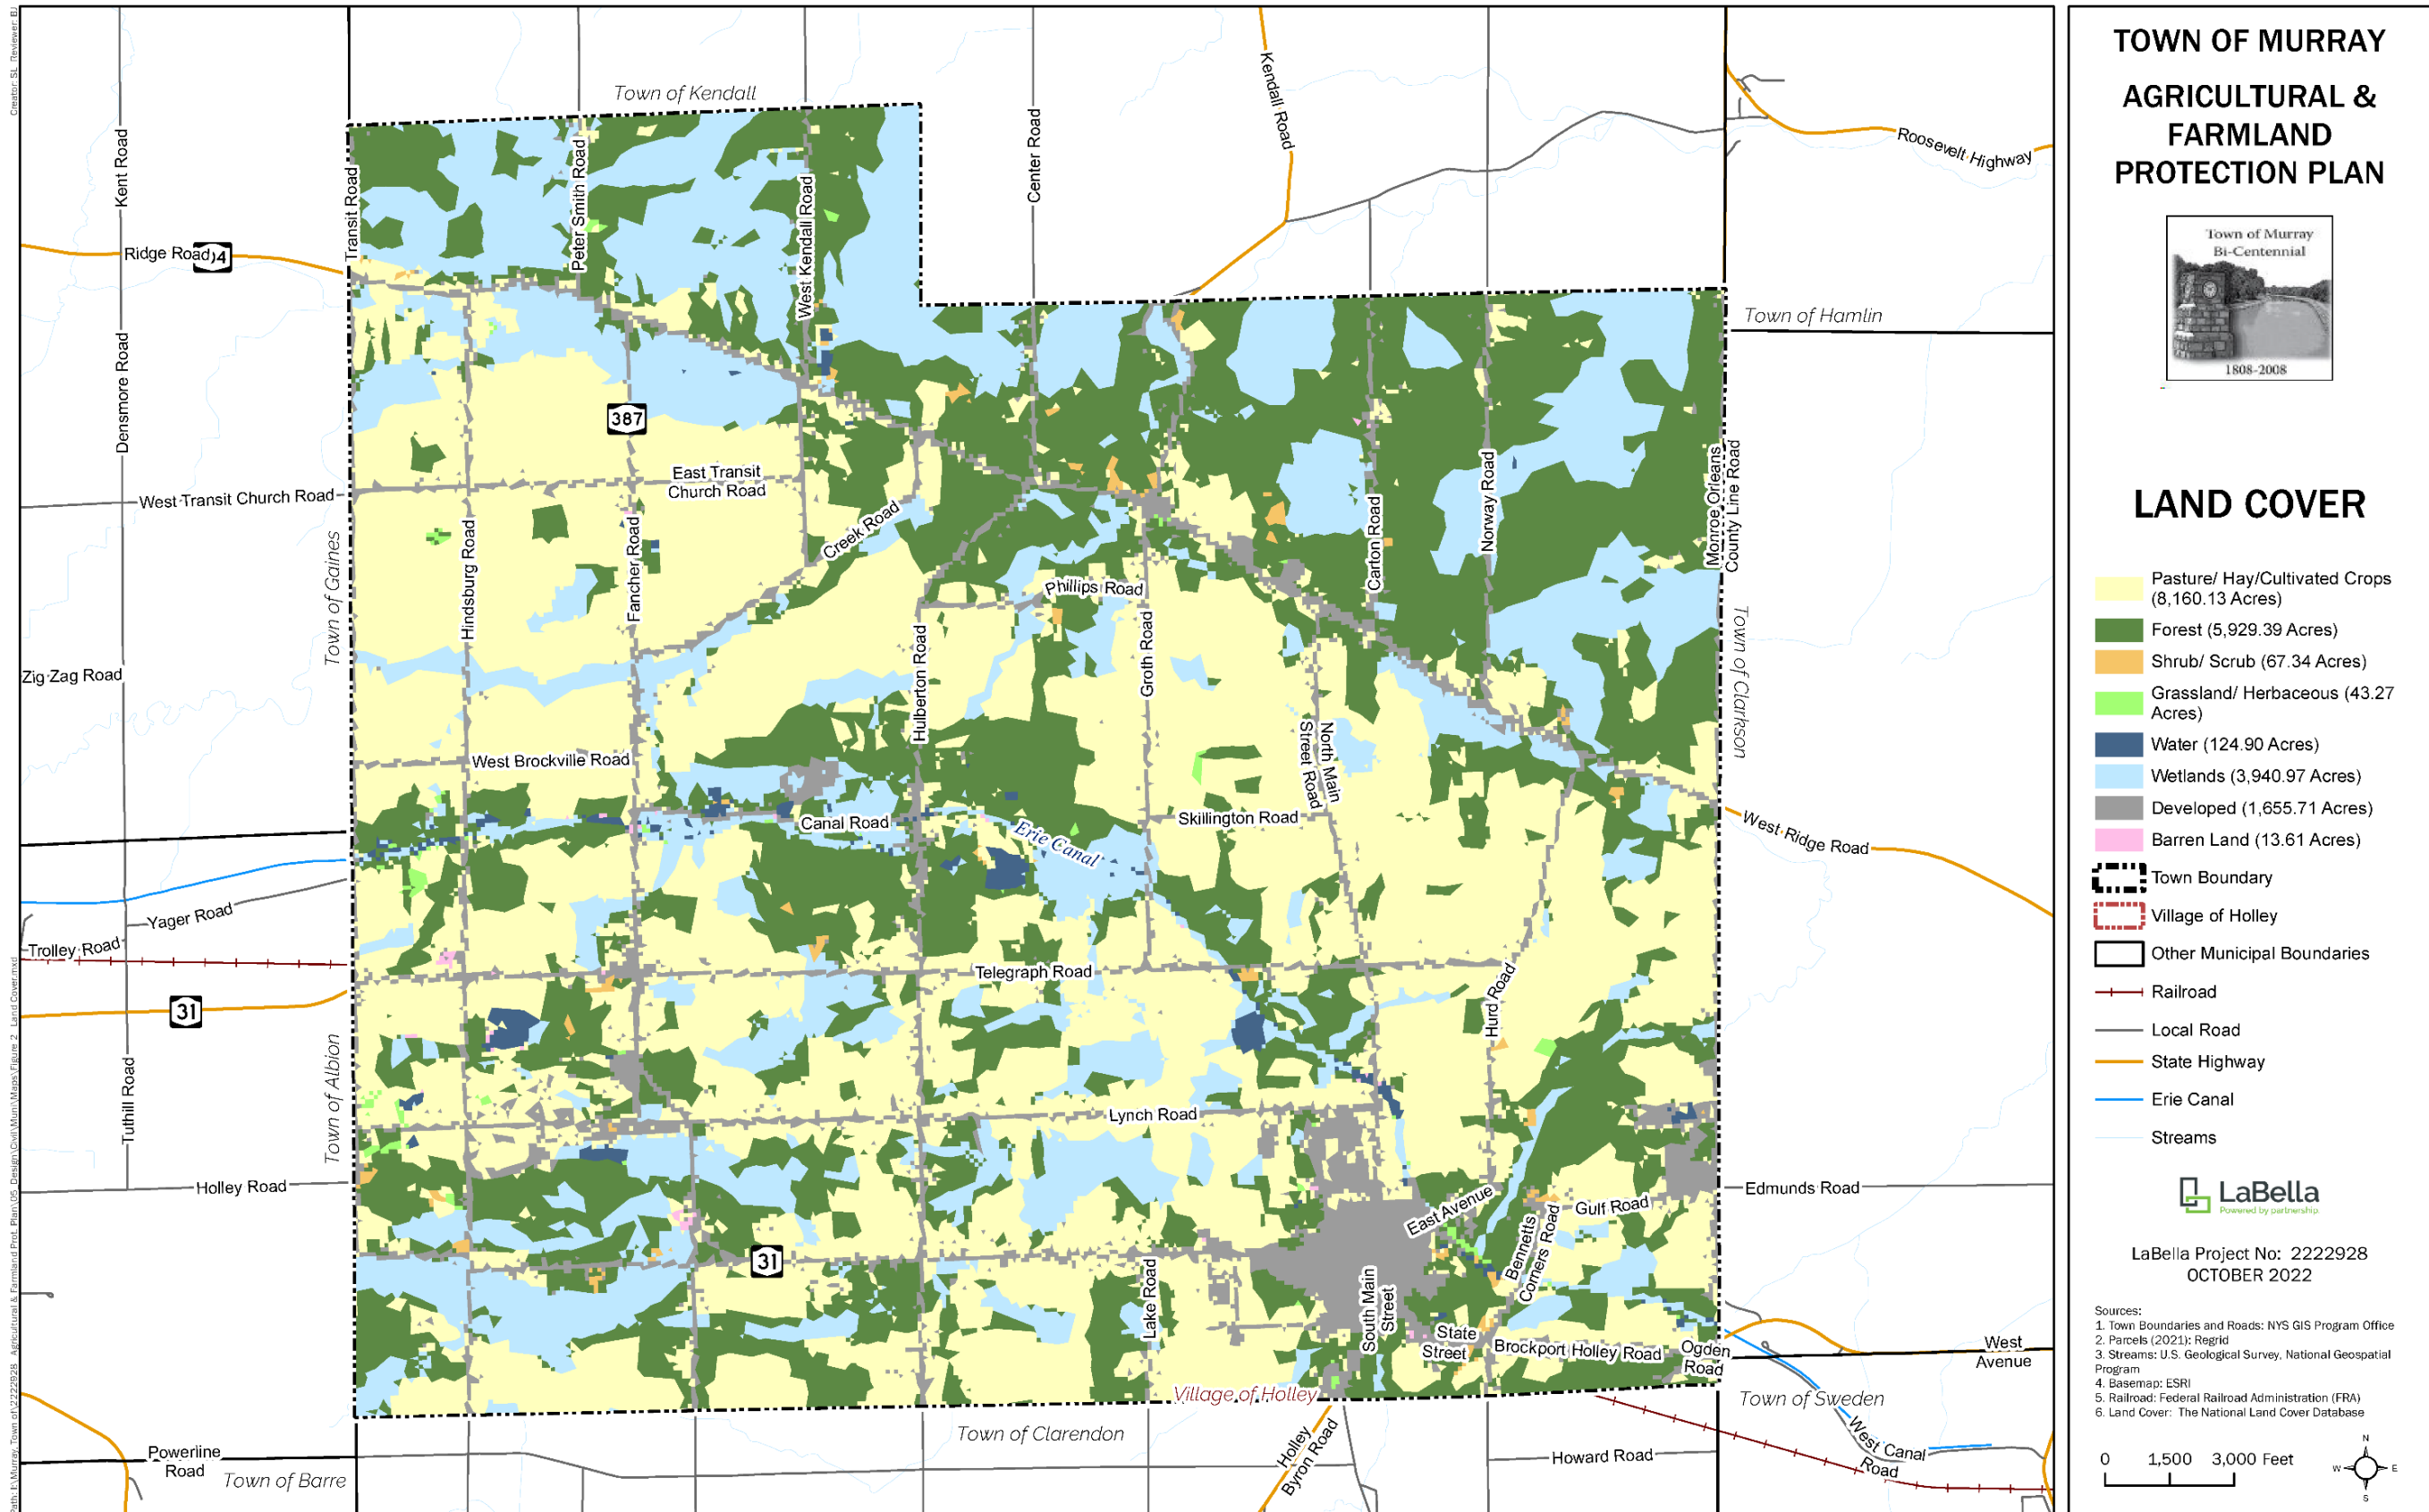 Creator: SL Reviewer: BJ
Town of Kendall
Kent Road
Transit Road
Peter Smith Road
West Kendall Road
Center Road
Kendall Road
Roosevelt Highway
Ridge Road
04
Town of Hamlin
Densmore Road
387
East Transit
Church Road
West Transit Church Road
Creek Road
Town of Gaines
Hindsburg Road
Fancher Road
Carton Road
Norway Road
Monroe Orleans
County Line Road
Phillips Road
Hulberton Road
Groth Road
Town of Clarkson
Zig Zag Road
West Brockville Road
North Main
Street Road
Canal Road
Erie Canal
Skillington Road
West Ridge Road
Yager Road
Trolley Road
Telegraph Road
Hurd Road
31
Town of Albion
Tuthill Road
Lynch Road
Holley Road
Edmunds Road
East Avenue
Gulf Road
Bennetts
Corners Road
31
Lake Road
South Main
Street
State
Street
Brockport Holley Road
Ogden
Road
West
Avenue
Village of Holley
Town of Sweden
Town of Clarendon
Holley
Byron Road
Howard Road
West Canal
Road
Powerline
Road
Town of Barre
TOWN OF MURRAY
AGRICULTURAL &
FARMLAND
PROTECTION PLAN
Town of Murray
Bi-Centennial
1808-2008
LAND COVER
Pasture/ Hay/Cultivated Crops
(8,160.13 Acres)
Forest (5,929.39 Acres)
Shrub/ Scrub (67.34 Acres)
Grassland/ Herbaceous (43.27
Acres)
Water (124.90 Acres)
Wetlands (3,940.97 Acres)
Developed (1,655.71 Acres)
Barren Land (13.61 Acres)
Town Boundary
Village of Holley
Other Municipal Boundaries
Railroad
Local Road
State Highway
Erie Canal
Streams
LaBella
Powered by partnership.
LaBella Project No: 2222928
OCTOBER 2022
Sources:
1. Town Boundaries and Roads: NYS GIS Program Office
2. Parcels (2021): Regrid
3. Streams: U.S. Geological Survey, National Geospatial
Program
4. Basemap: ESRI
5. Railroad: Federal Railroad Administration (FRA)
6. Land Cover: The National Land Cover Database
0 1,500 3,000 Feet
N
W E
S